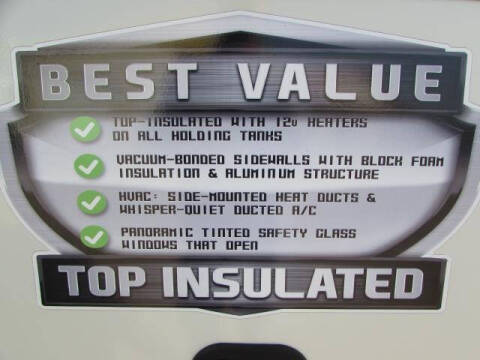 BEST VALUE
TOP-INSULATED WITH 12v HEATERS
ON ALL HOLDING TANKS
VACUUM-BONDED SIDEWALLS WITH BLOCK FOAM
INSULATION & ALUMINUM STRUCTURE
HVAC: SIDE-MOUNTED HEAT DUCTS &
WHISPER-QUIET DUCTED A/C
PANORAMIC TINTED SAFETY GLASS
WINDOWS THAT OPEN
TOP INSULATED